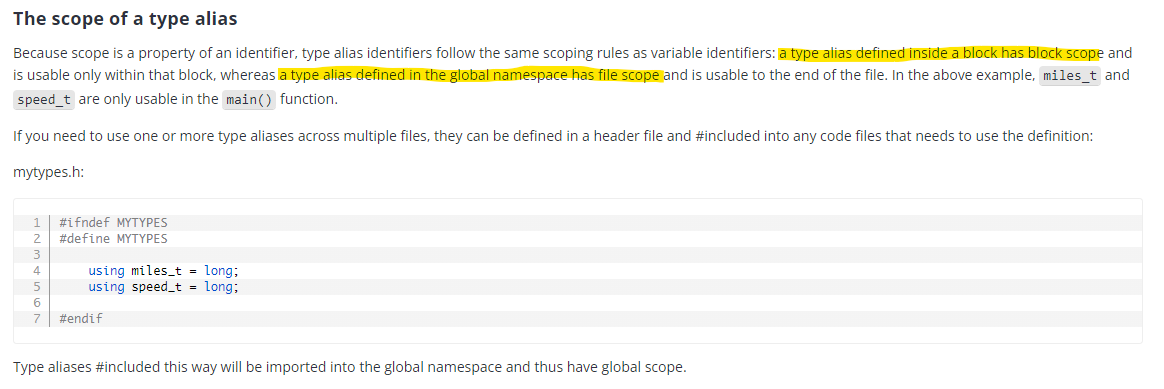 The scope of a type alias
Because scope is a property of an identifier, type alias identifiers follow the same scoping rules as variable identifiers: a type alias defined inside a block has block scope and
is usable only within that block, whereas a type alias defined in the global namespace has file scope and is usable to the end of the file. In the above example, miles_t and
speed_t are only usable in the main() function.
If you need to use one or more type aliases across multiple files, they can be defined in a header file and #included into any code files that needs to use the definition:
mytypes.h:
1 #ifndef MYTYPES
2 #define MYTYPES
3
4 using miles_t = long;
5 using speed_t = long;
6
7 #endif
Type aliases #included this way will be imported into the global namespace and thus have global scope.